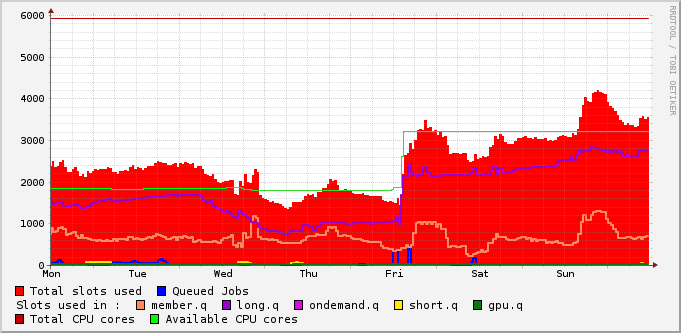 RRDTOOL / TOBI OETIKER
6000
5000
4000
3000
2000
1000
0
Mon Tue Wed Thu Fri Sat Sun
Total slots used Queued Jobs
Slots used in : member.q long.q ondemand.q short.q gpu.q
Total CPU cores Available CPU cores